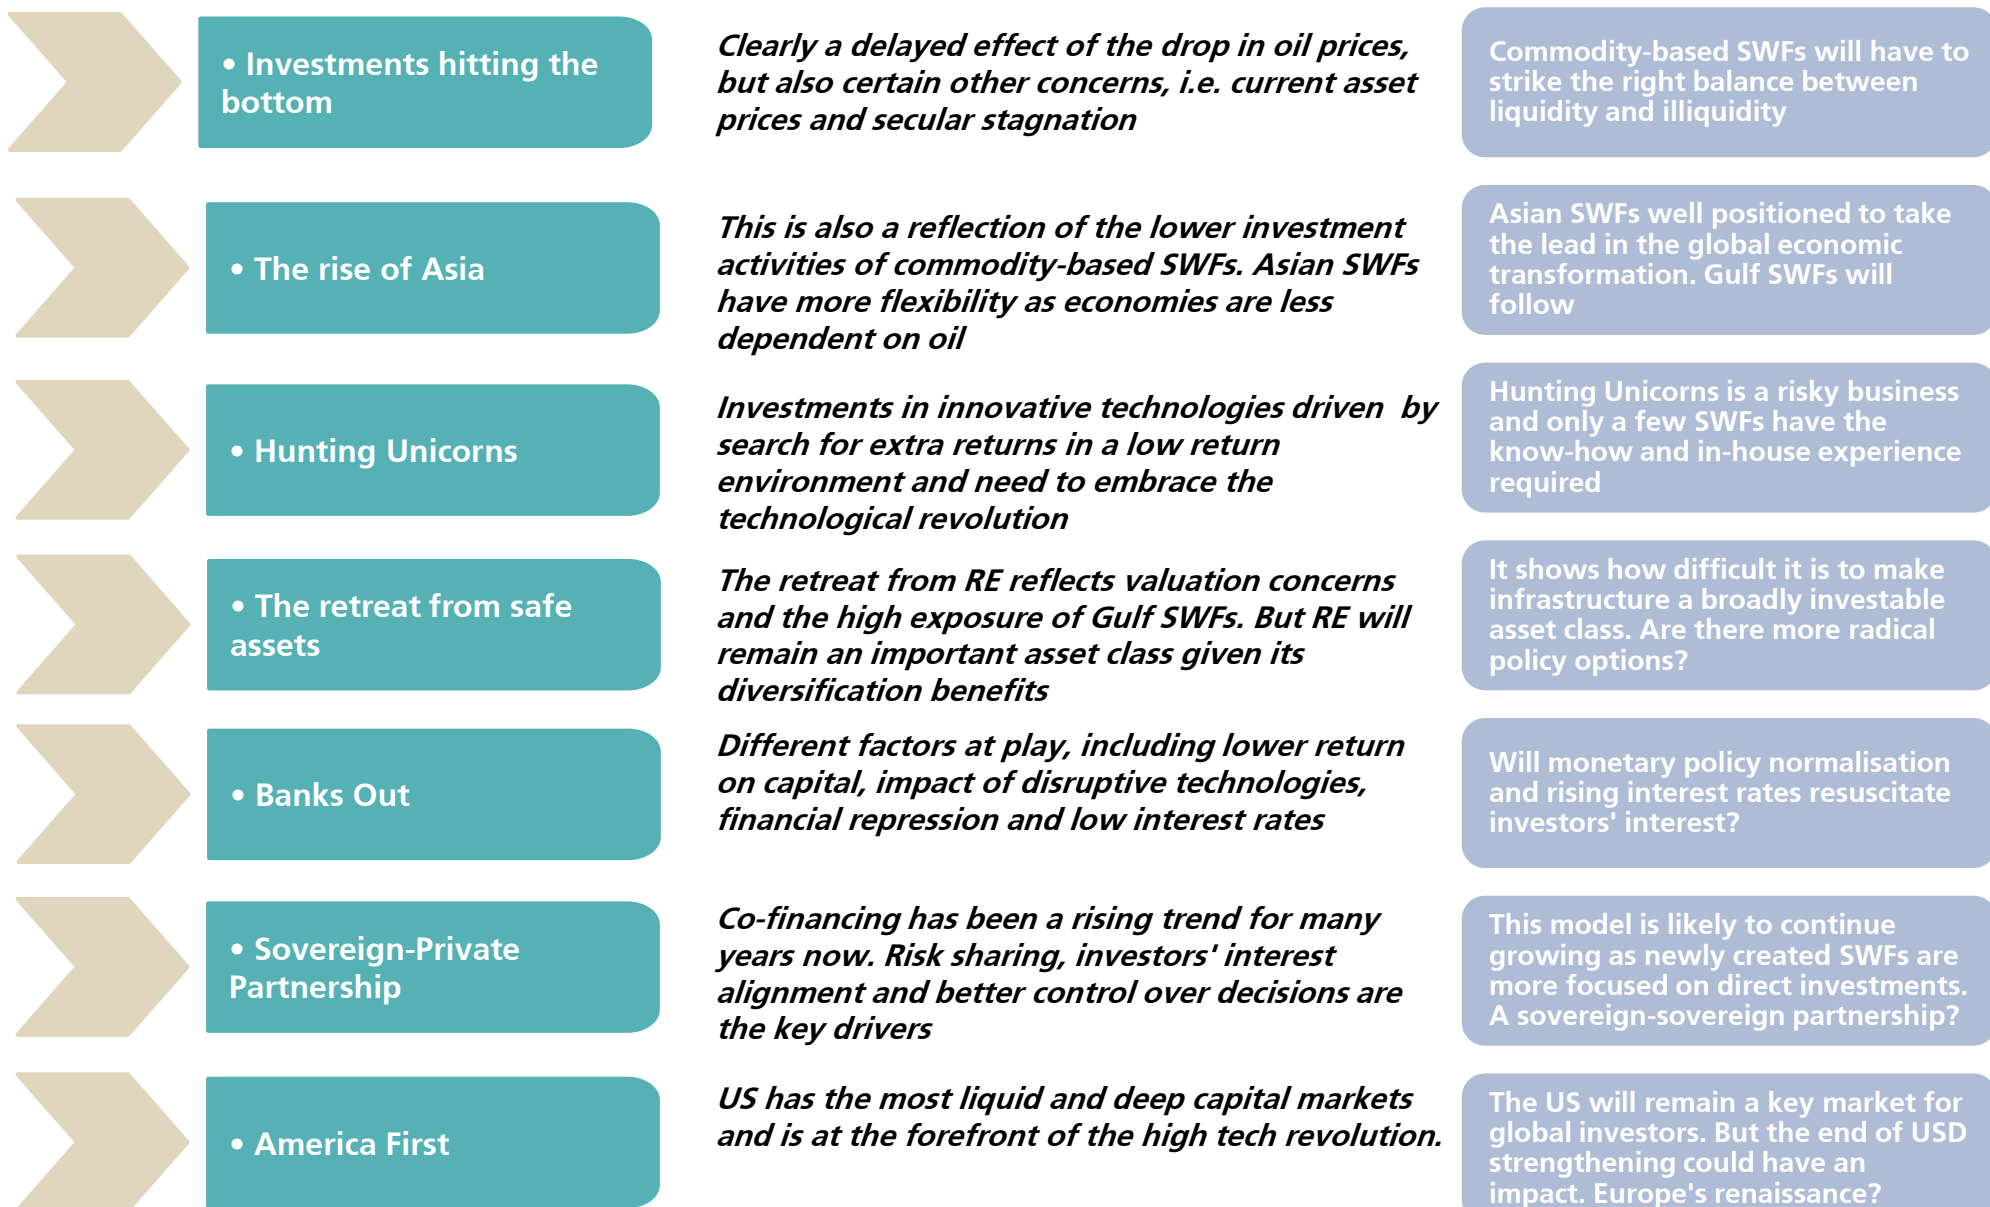 • Investments hitting the
bottom
Clearly a delayed effect of the drop in oil prices,
but also certain other concerns, i.e. current asset
prices and secular stagnation
Commodity-based SWFs will have to
strike the right balance between
liquidity and illiquidity
• The rise of Asia
This is also a reflection of the lower investment
activities of commodity-based SWFs. Asian SWFs
have more flexibility as economies are less
dependent on oil
Asian SWFs well positioned to take
the lead in the global economic
transformation. Gulf SWFs will
follow
• Hunting Unicorns
Investments in innovative technologies driven  by
search for extra returns in a low return
environment and need to embrace the
technological revolution
Hunting Unicorns is a risky business
and only a few SWFs have the
know-how and in-house experience
required
• The retreat from safe
assets
The retreat from RE reflects valuation concerns
and the high exposure of Gulf SWFs. But RE will
remain an important asset class given its
diversification benefits
It shows how difficult it is to make
infrastructure a broadly investable
asset class. Are there more radical
policy options?
• Banks Out
Different factors at play, including lower return
on capital, impact of disruptive technologies,
financial repression and low interest rates
Will monetary policy normalisation
and rising interest rates resuscitate
investors' interest?
• Sovereign-Private
Partnership
Co-financing has been a rising trend for many
years now. Risk sharing, investors' interest
alignment and better control over decisions are
the key drivers
This model is likely to continue
growing as newly created SWFs are
more focused on direct investments.
A sovereign-sovereign partnership?
• America First
US has the most liquid and deep capital markets
and is at the forefront of the high tech revolution.
The US will remain a key market for
global investors. But the end of USD
strengthening could have an
impact. Europe's renaissance?